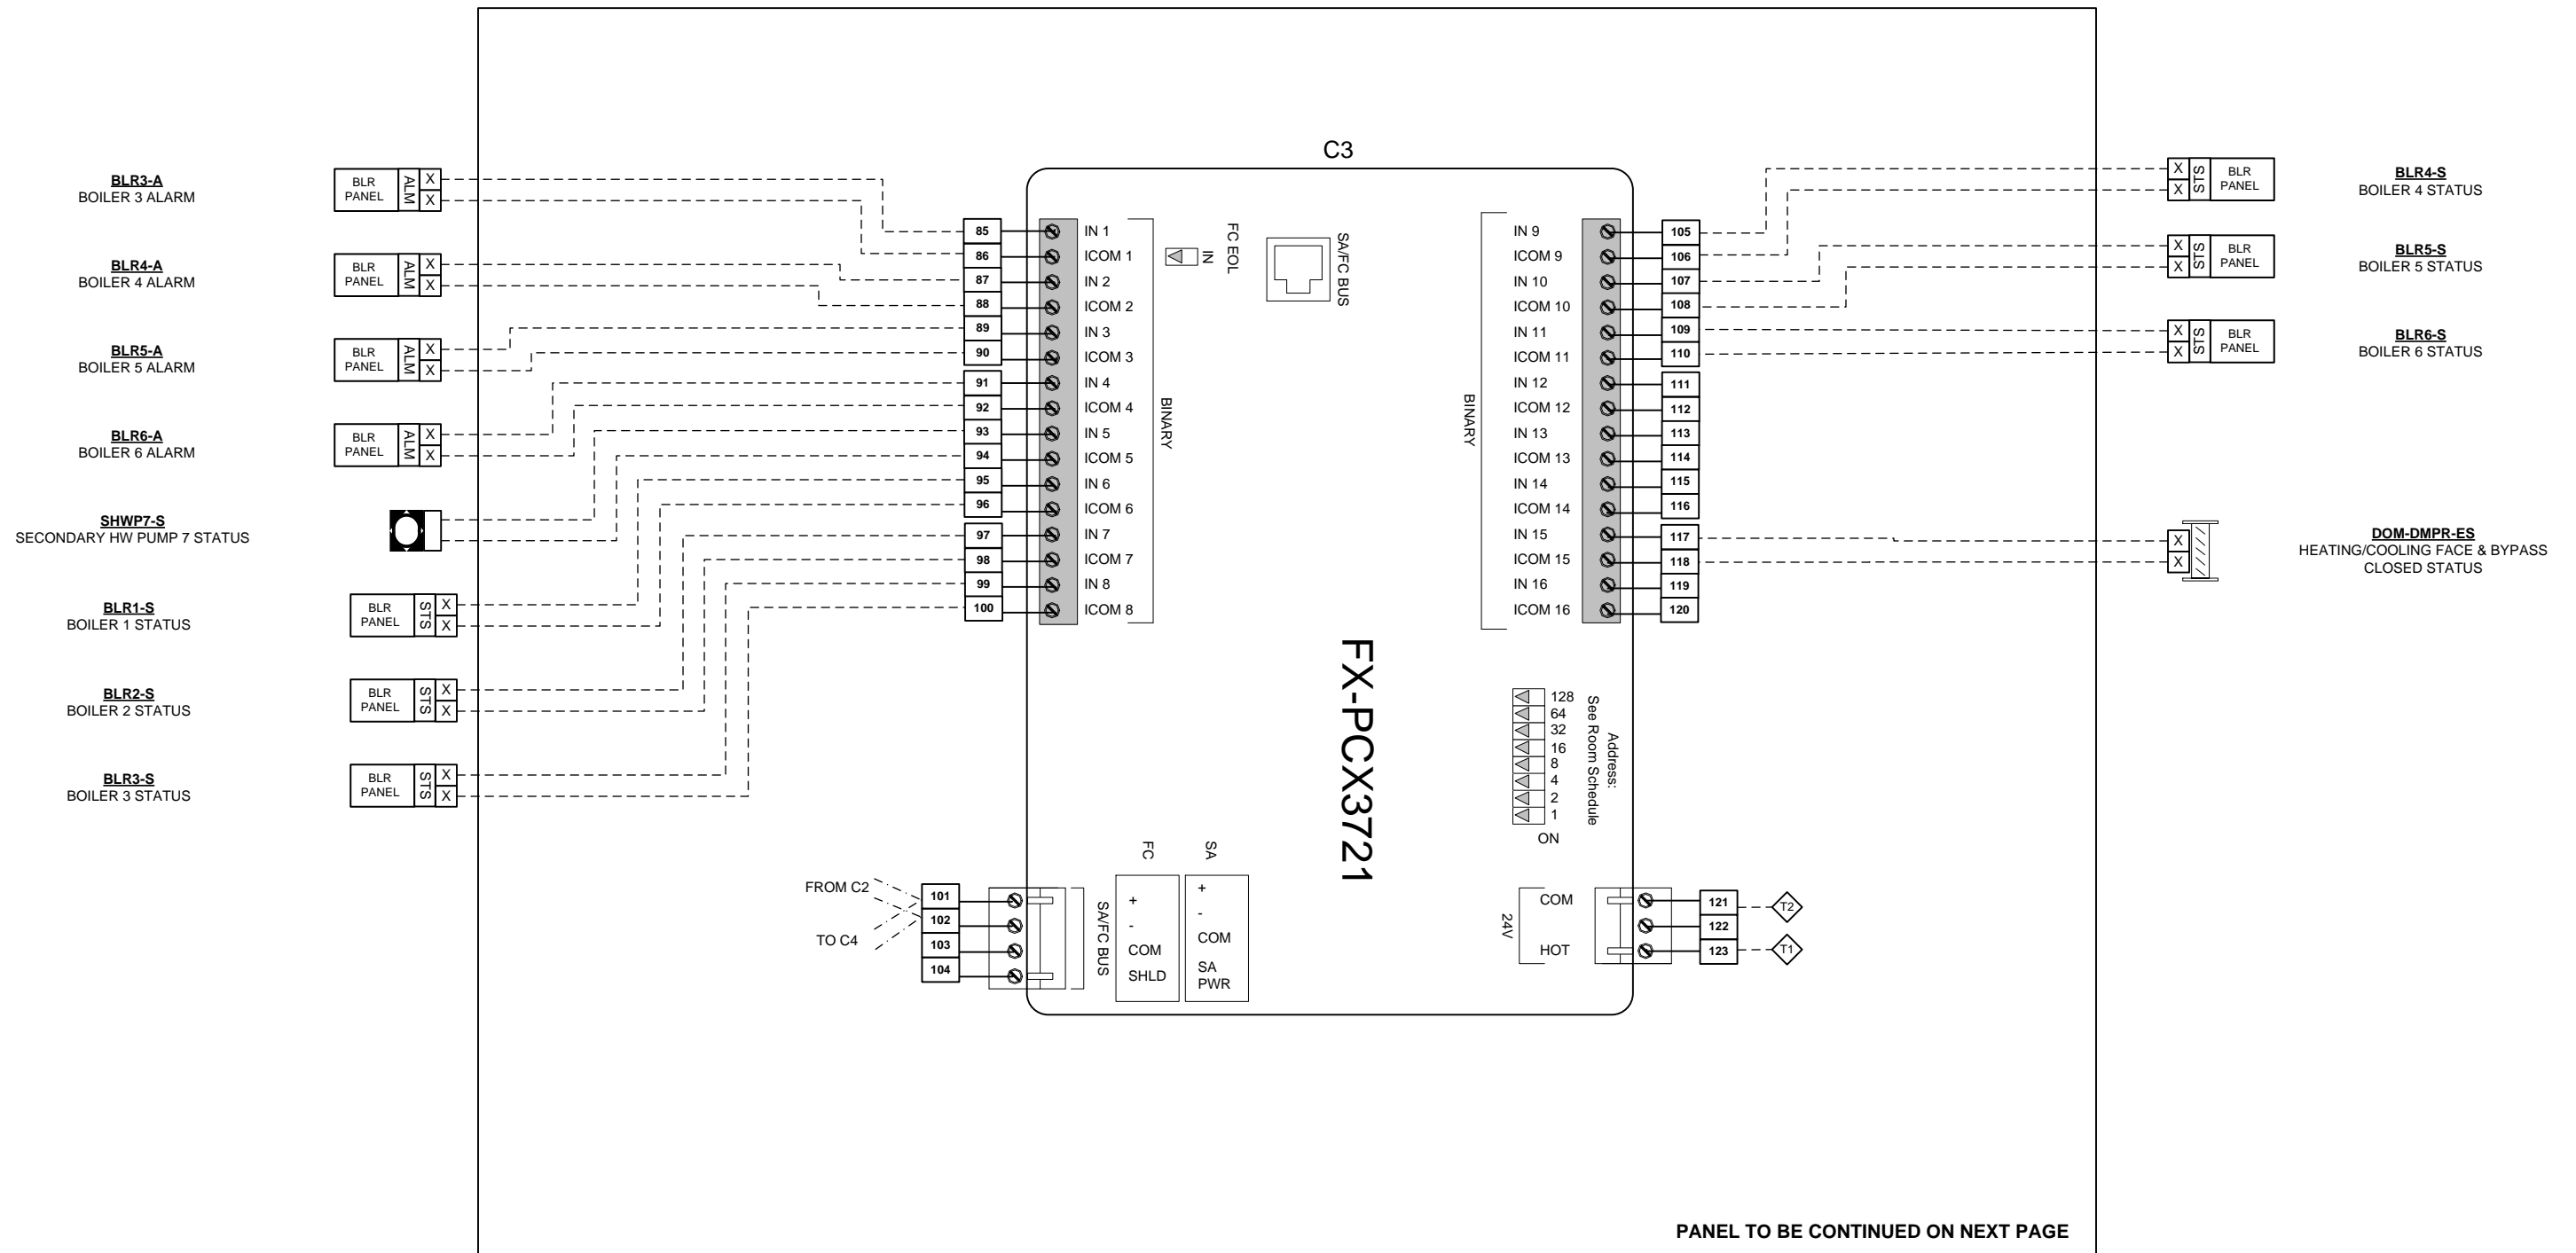 C3
BLR3-A
BOILER 3 ALARM
BLR
PANEL
ALM
X
X
BLR4-A
BOILER 4 ALARM
BLR
PANEL
ALM
X
X
BLR5-A
BOILER 5 ALARM
BLR
PANEL
ALM
X
X
BLR6-A
BOILER 6 ALARM
BLR
PANEL
ALM
X
X
SHWP7-S
SECONDARY HW PUMP 7 STATUS
BLR1-S
BOILER 1 STATUS
BLR
PANEL
STS
X
X
BLR2-S
BOILER 2 STATUS
BLR
PANEL
STS
X
X
BLR3-S
BOILER 3 STATUS
BLR
PANEL
STS
X
X
85 IN 1
86 ICOM 1
87 IN 2
88 ICOM 2
89 IN 3
90 ICOM 3
91 IN 4
92 ICOM 4
93 IN 5
94 ICOM 5
95 IN 6
96 ICOM 6
97 IN 7
98 ICOM 7
99 IN 8
100 ICOM 8
BINARY
IN
FC EOL
SA/FC BUS
BINARY
IN 9 105
ICOM 9 106
IN 10 107
ICOM 10 108
IN 11 109
ICOM 11 110
IN 12 111
ICOM 12 112
IN 13 113
ICOM 13 114
IN 14 115
ICOM 14 116
IN 15 117
ICOM 15 118
IN 16 119
ICOM 16 120
X
X
STS
BLR
PANEL
BLR4-S
BOILER 4 STATUS
X
X
STS
BLR
PANEL
BLR5-S
BOILER 5 STATUS
X
X
STS
BLR
PANEL
BLR6-S
BOILER 6 STATUS
X
X
DOM-DMPR-ES
HEATING/COOLING FACE & BYPASS
CLOSED STATUS
FX-PCX3721
128
64
32
16
8
4
2
1
ON
Address:
See Room Schedule
FROM C2
TO C4
101
102
103
104
SA/FC BUS
FC
+
-
COM
SHLD
SA
+
-
COM
SA
PWR
24V
COM
HOT
121
122
123
T2
T1
PANEL TO BE CONTINUED ON NEXT PAGE